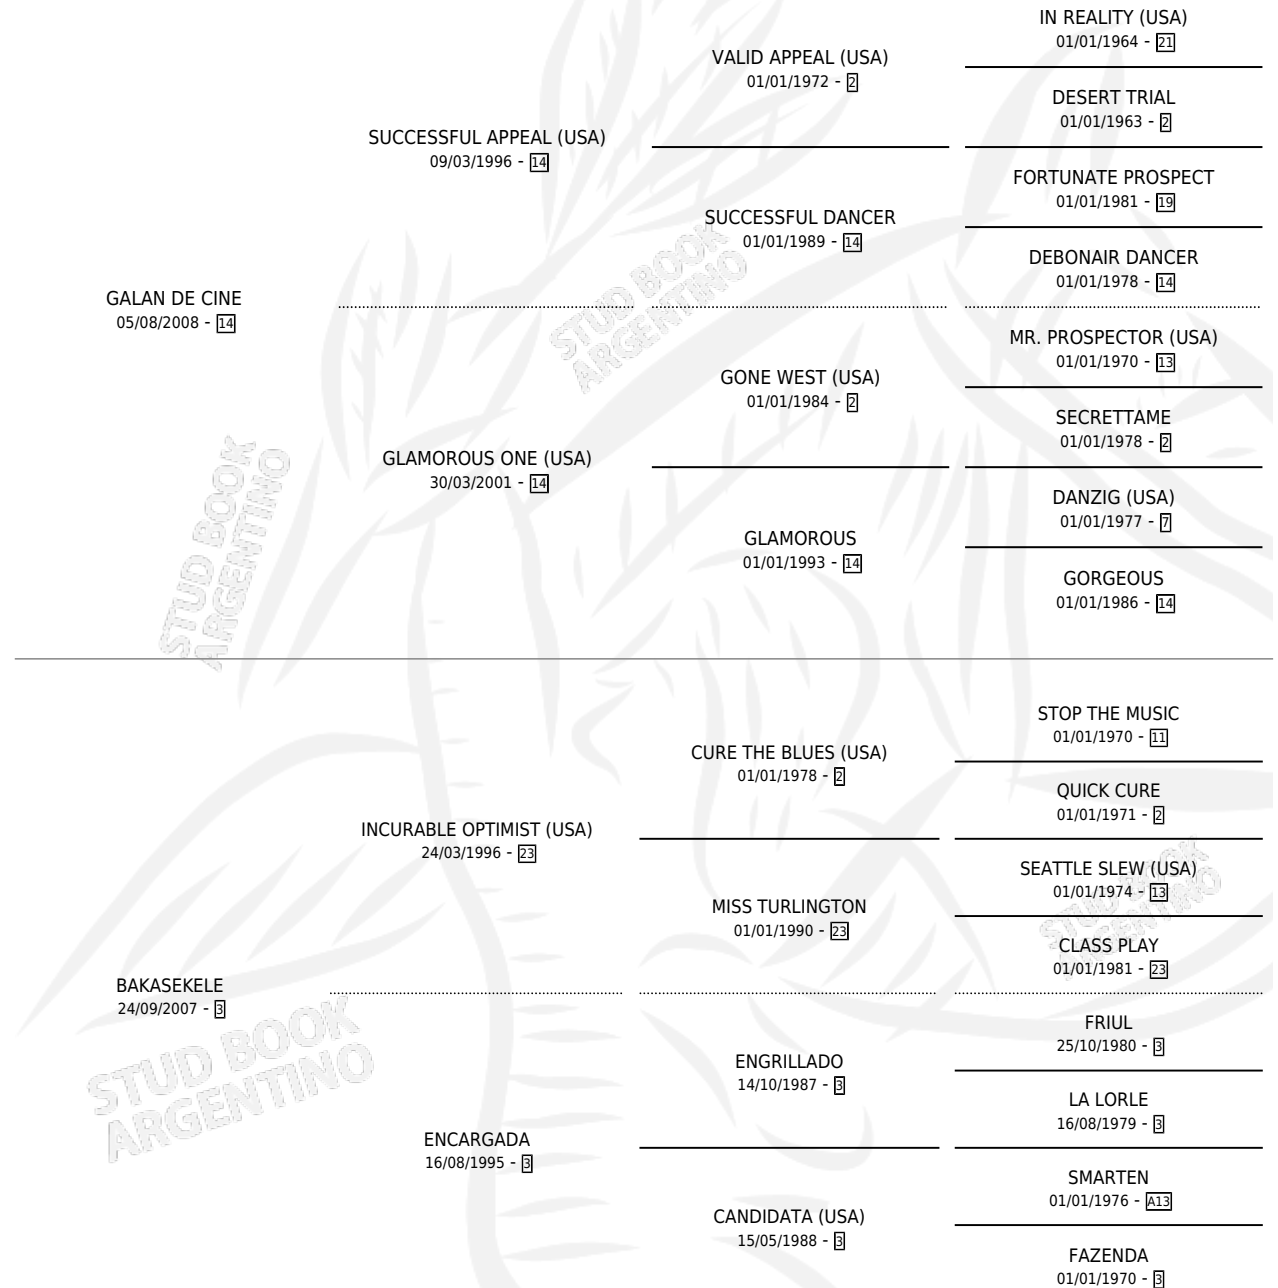 IN REALITY (USA)
01/01/1964 - 21
VALID APPEAL (USA)
01/01/1972 - 2
DESERT TRIAL
01/01/1963 - 2
SUCCESSFUL APPEAL (USA)
09/03/1996 - 14
FORTUNATE PROSPECT
01/01/1981 - 19
SUCCESSFUL DANCER
01/01/1989 - 14
DEBONAIR DANCER
01/01/1978 - 14
GALAN DE CINE
05/08/2008 - 14
MR. PROSPECTOR (USA)
01/01/1970 - 13
GONE WEST (USA)
01/01/1984 - 2
SECRETTAME
01/01/1978 - 2
GLAMOROUS ONE (USA)
30/03/2001 - 14
DANZIG (USA)
01/01/1977 - 7
GLAMOROUS
01/01/1993 - 14
GORGEOUS
01/01/1986 - 14
STOP THE MUSIC
01/01/1970 - 11
CURE THE BLUES (USA)
01/01/1978 - 2
QUICK CURE
01/01/1971 - 2
INCURABLE OPTIMIST (USA)
24/03/1996 - 23
SEATTLE SLEW (USA)
01/01/1974 - 13
MISS TURLINGTON
01/01/1990 - 23
CLASS PLAY
01/01/1981 - 23
BAKASEKELE
24/09/2007 - 3
FRIUL
25/10/1980 - 3
ENGRILLADO
14/10/1987 - 3
LA LORLE
16/08/1979 - 3
ENCARGADA
16/08/1995 - 3
SMARTEN
01/01/1976 - A13
CANDIDATA (USA)
15/05/1988 - 3
FAZENDA
01/01/1970 - 3
STUD BOOK
ARGENTINO
STUD BOOK
ARGENTINO
STUD BOOK
ARGENTINO
STUD BOOK
ARGENTINO